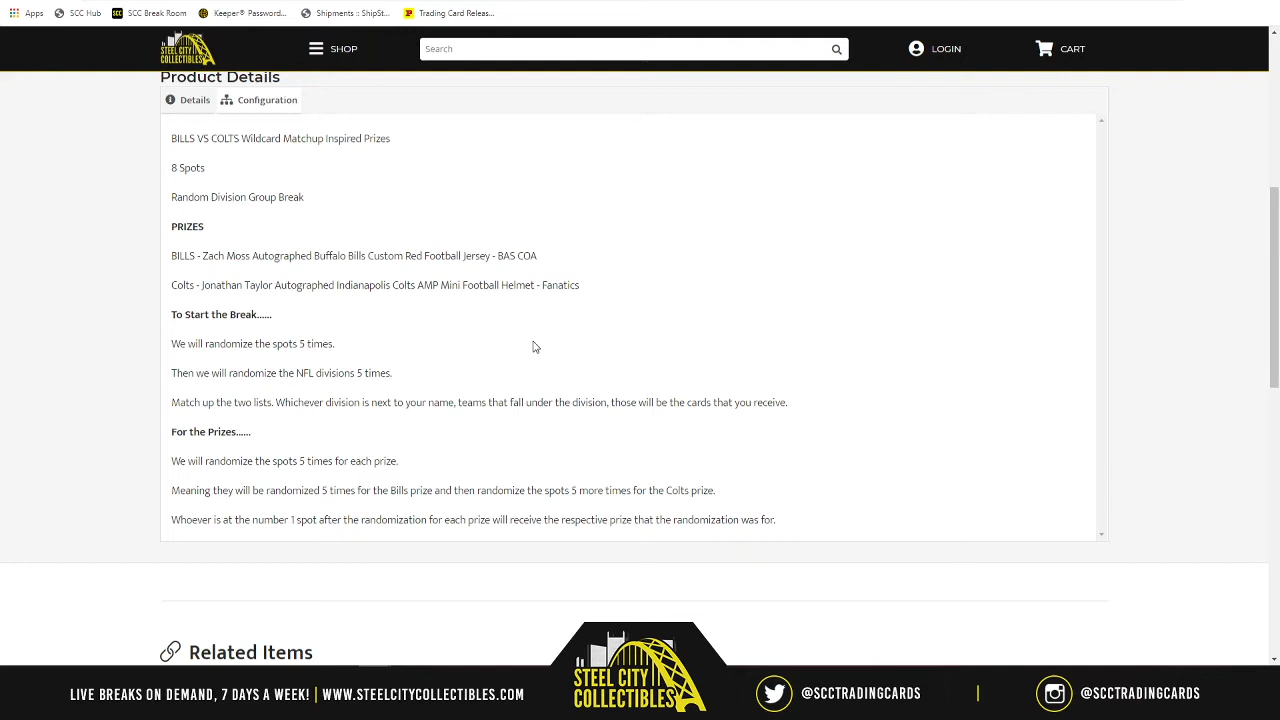 Apps SCC Hub SCC Break Room Keeper® Password... Shipments :: ShipSt... Trading Card Releas...
STEEL CITY COLLECTIBLES SHOP Search LOGIN CART
Product Details
Details Configuration
BILLS VS COLTS Wildcard Matchup Inspired Prizes
8 Spots
Random Division Group Break
PRIZES
BILLS - Zach Moss Autographed Buffalo Bills Custom Red Football Jersey - BAS COA
Colts - Jonathan Taylor Autographed Indianapolis Colts AMP Mini Football Helmet - Fanatics
To Start the Break......
We will randomize the spots 5 times.
Then we will randomize the NFL divisions 5 times.
Match up the two lists. Whichever division is next to your name, teams that fall under the division, those will be the cards that you receive.
For the Prizes......
We will randomize the spots 5 times for each prize.
Meaning they will be randomized 5 times for the Bills prize and then randomize the spots 5 more times for the Colts prize.
Whoever is at the number 1 spot after the randomization for each prize will receive the respective prize that the randomization was for.
Related Items
LIVE BREAKS ON DEMAND, 7 DAYS A WEEK! | WWW.STEELCITYCOLLECTIBLES.COM
STEEL CITY
COLLECTIBLES
@SCCTRADINGCARDS | @SCCTRADINGCARDS